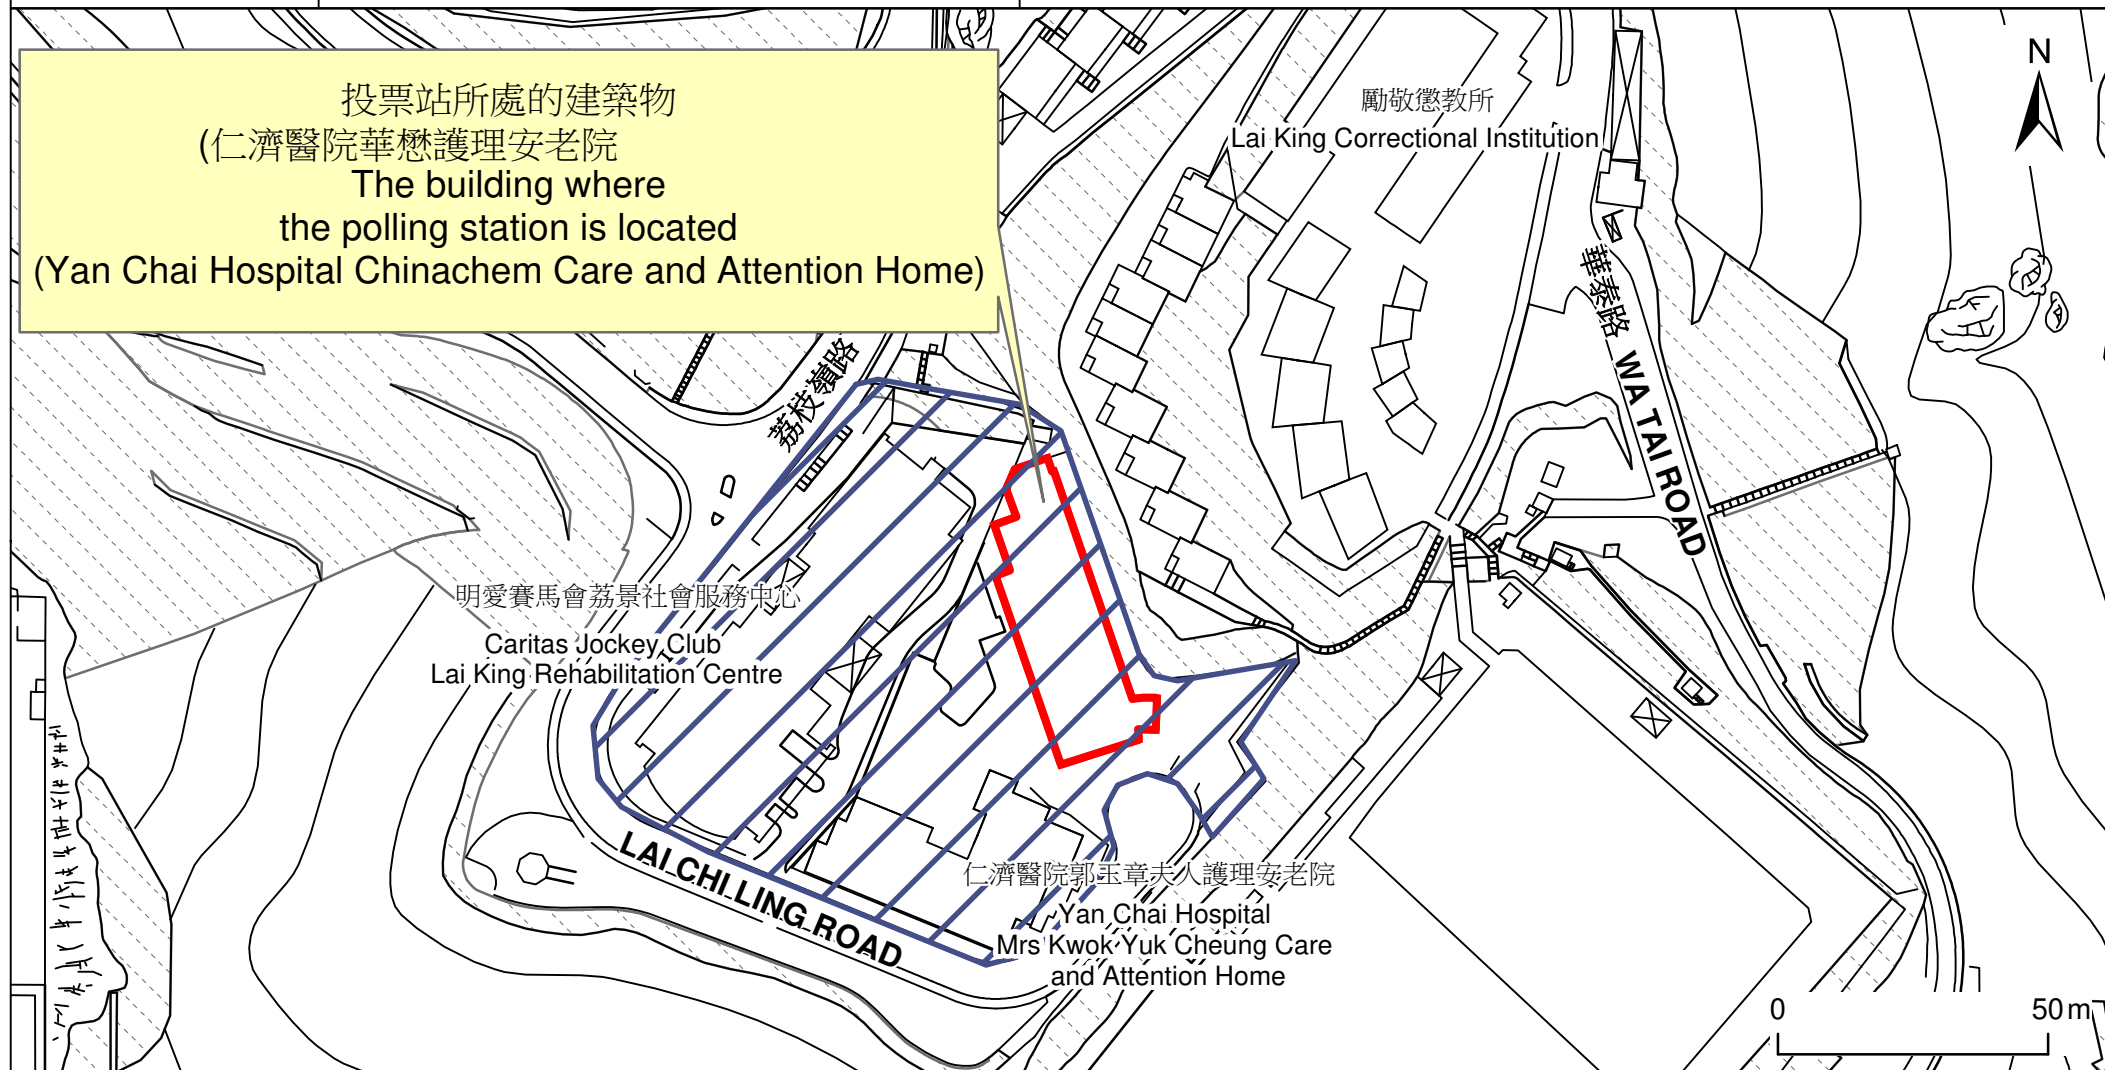 投票站所處的建築物
(仁濟醫院華懋護理安老院
The building where
the polling station is located
(Yan Chai Hospital Chinachem Care and Attention Home)
勵敬懲教所
Lai King Correctional Institution
N
華泰路 WA TAI ROAD
荔枝嶺路
明愛賽馬會荔景社會服務中心
Caritas Jockey Club
Lai King Rehabilitation Centre
LAI CHI LING ROAD
仁濟醫院郭玉章夫人護理安老院
Yan Chai Hospital
Mrs Kwok Yuk Cheung Care
and Attention Home
0 50 m